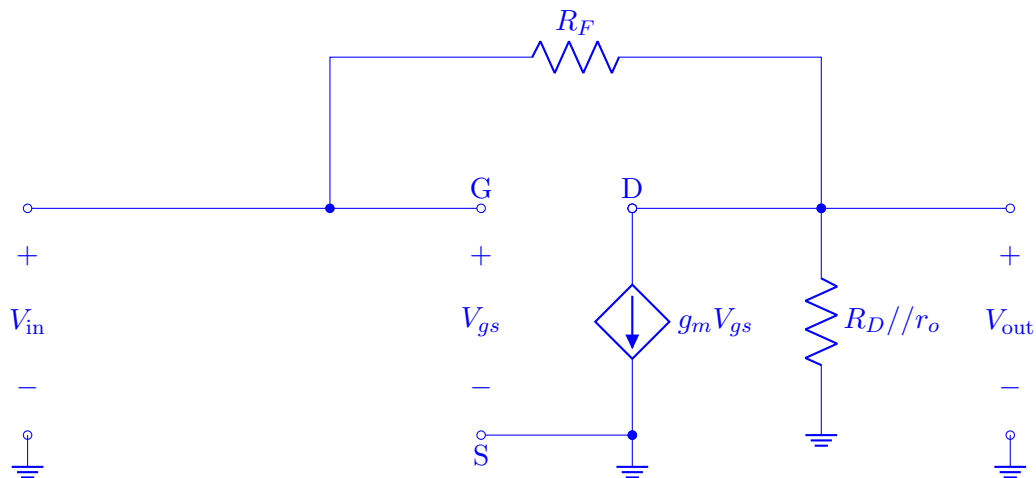 R_F
G
D
+
+
+
V_in
V_gs
g_mV_gs
R_D//r_o
V_out
−
−
−
S